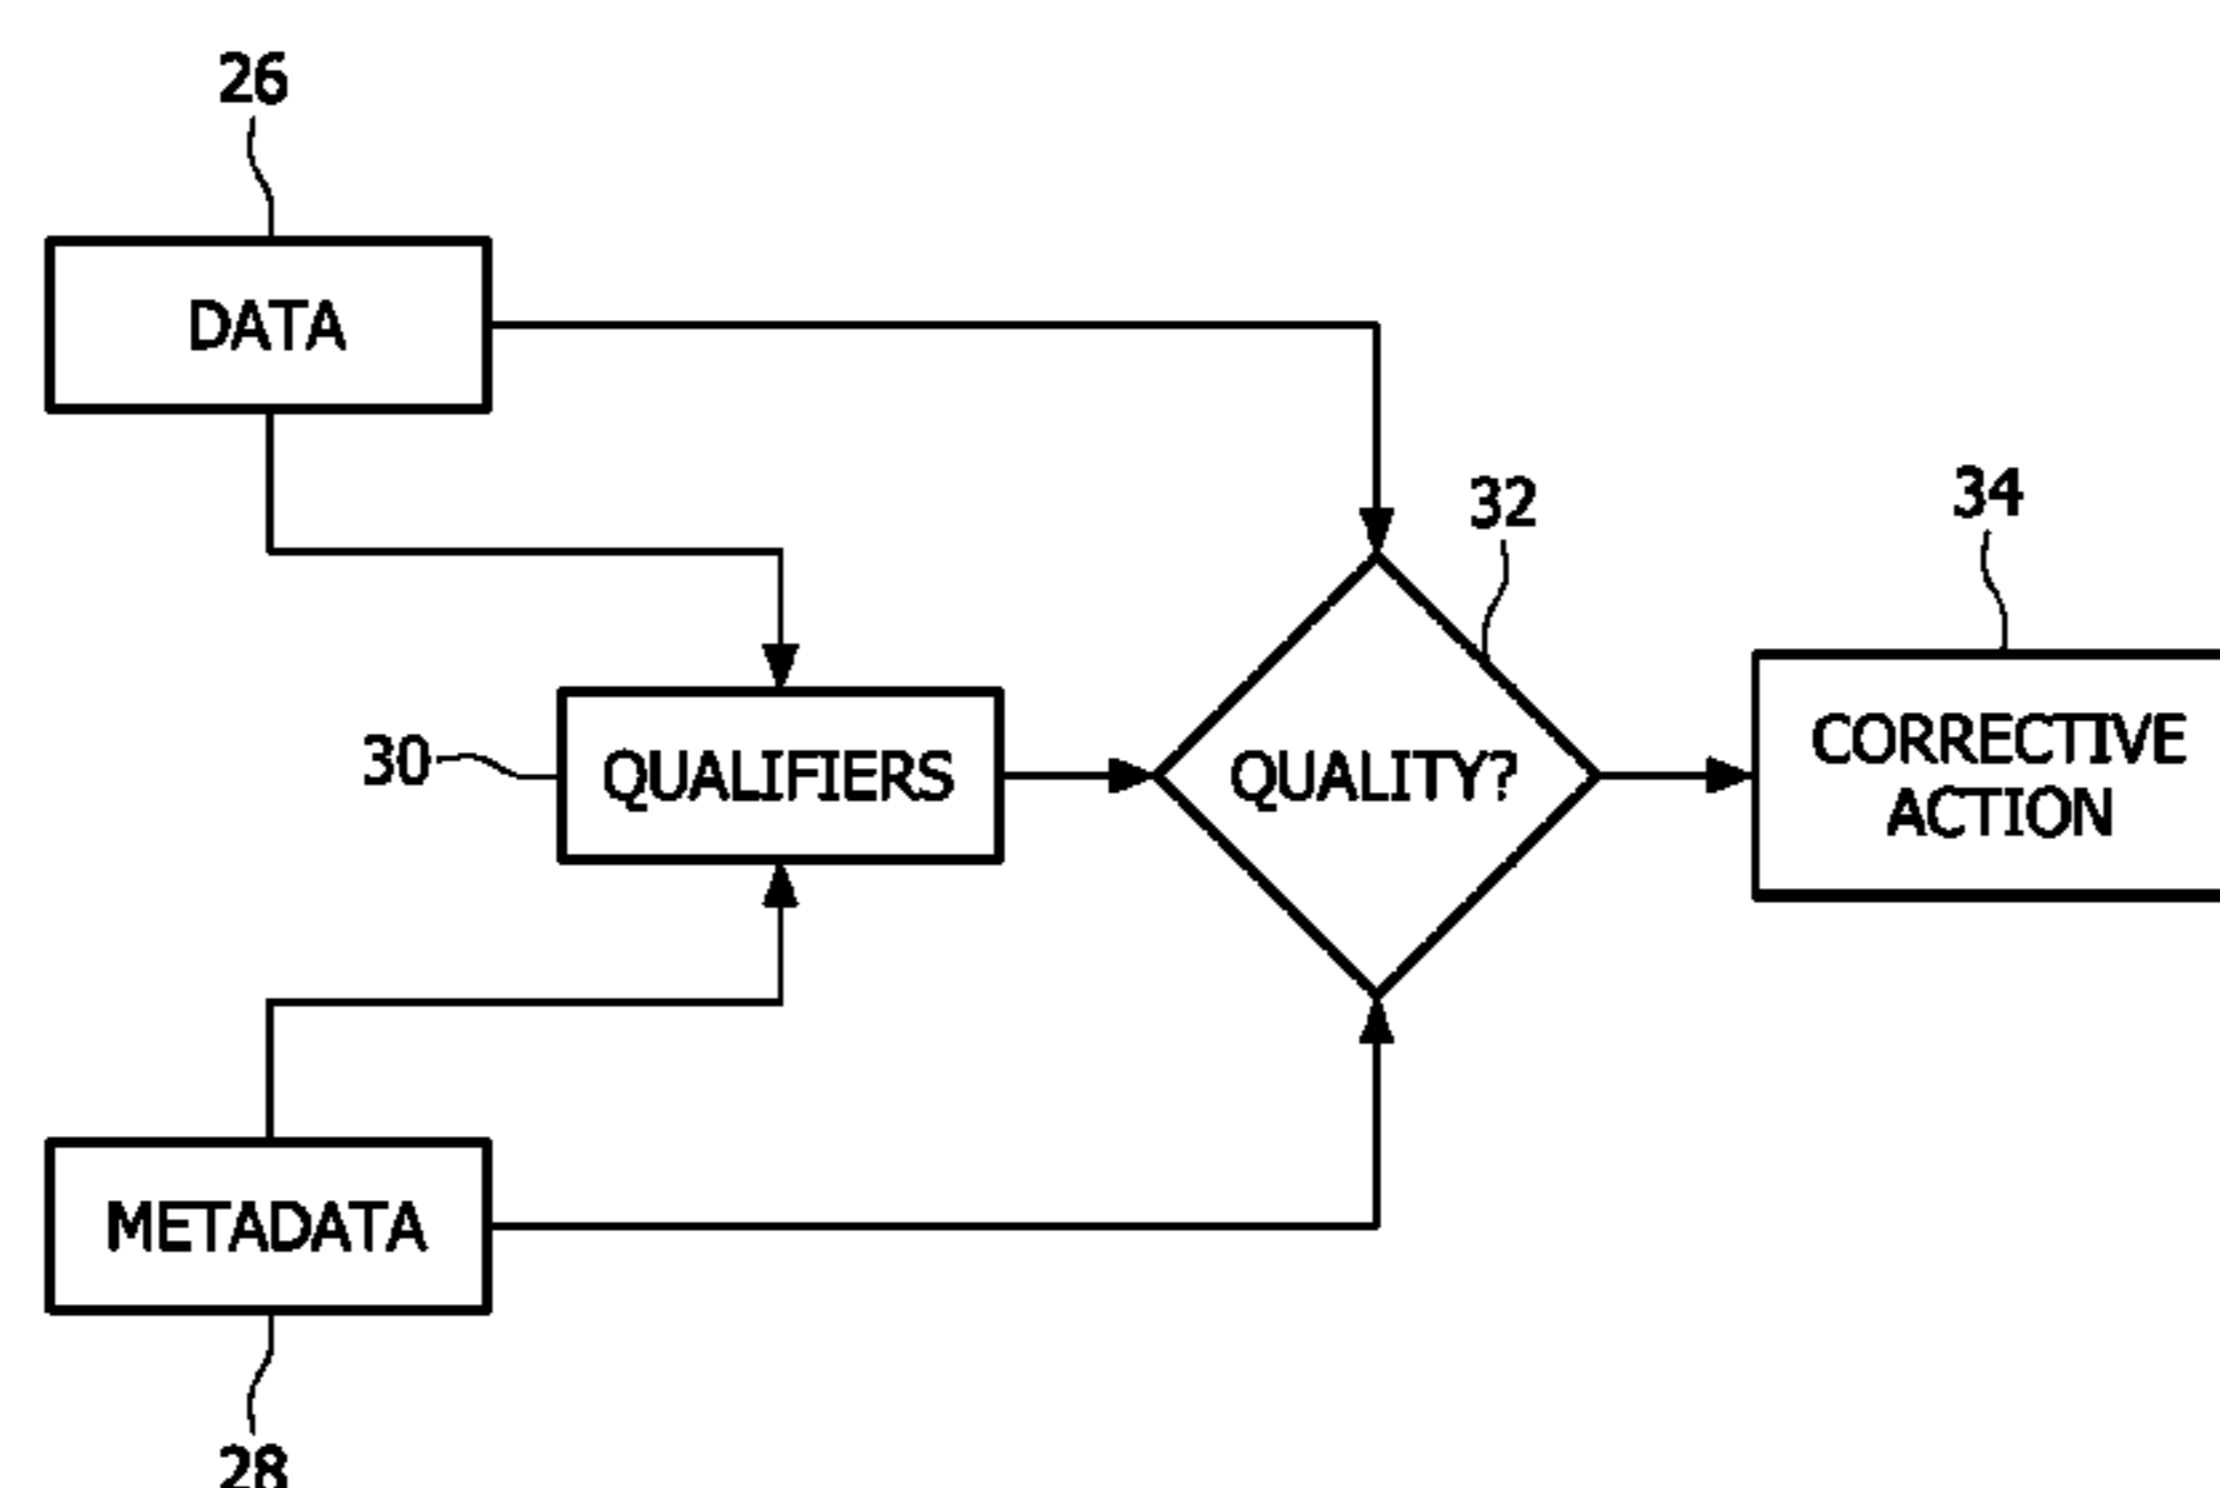 26
DATA
32
34
30
QUALIFIERS
QUALITY?
CORRECTIVE
ACTION
METADATA
28